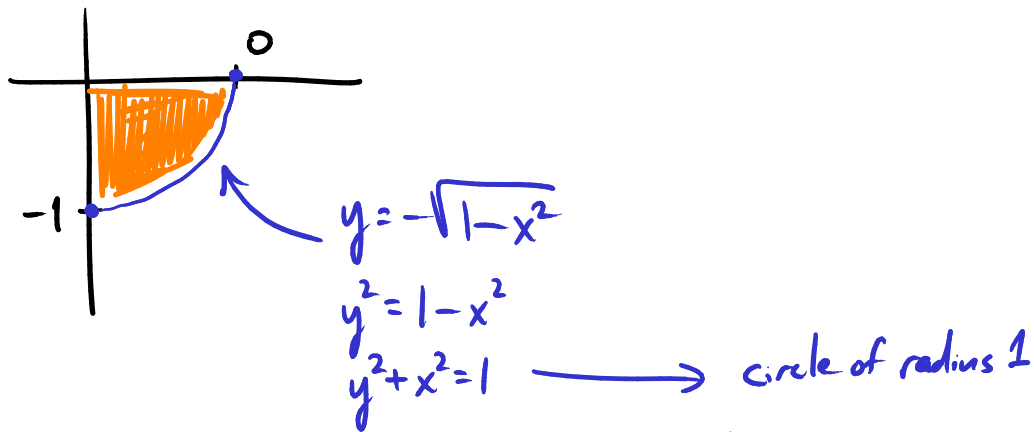 0
-1
y = -√(1-x²)
y² = 1-x²
y² + x² = 1 → circle of radius 1